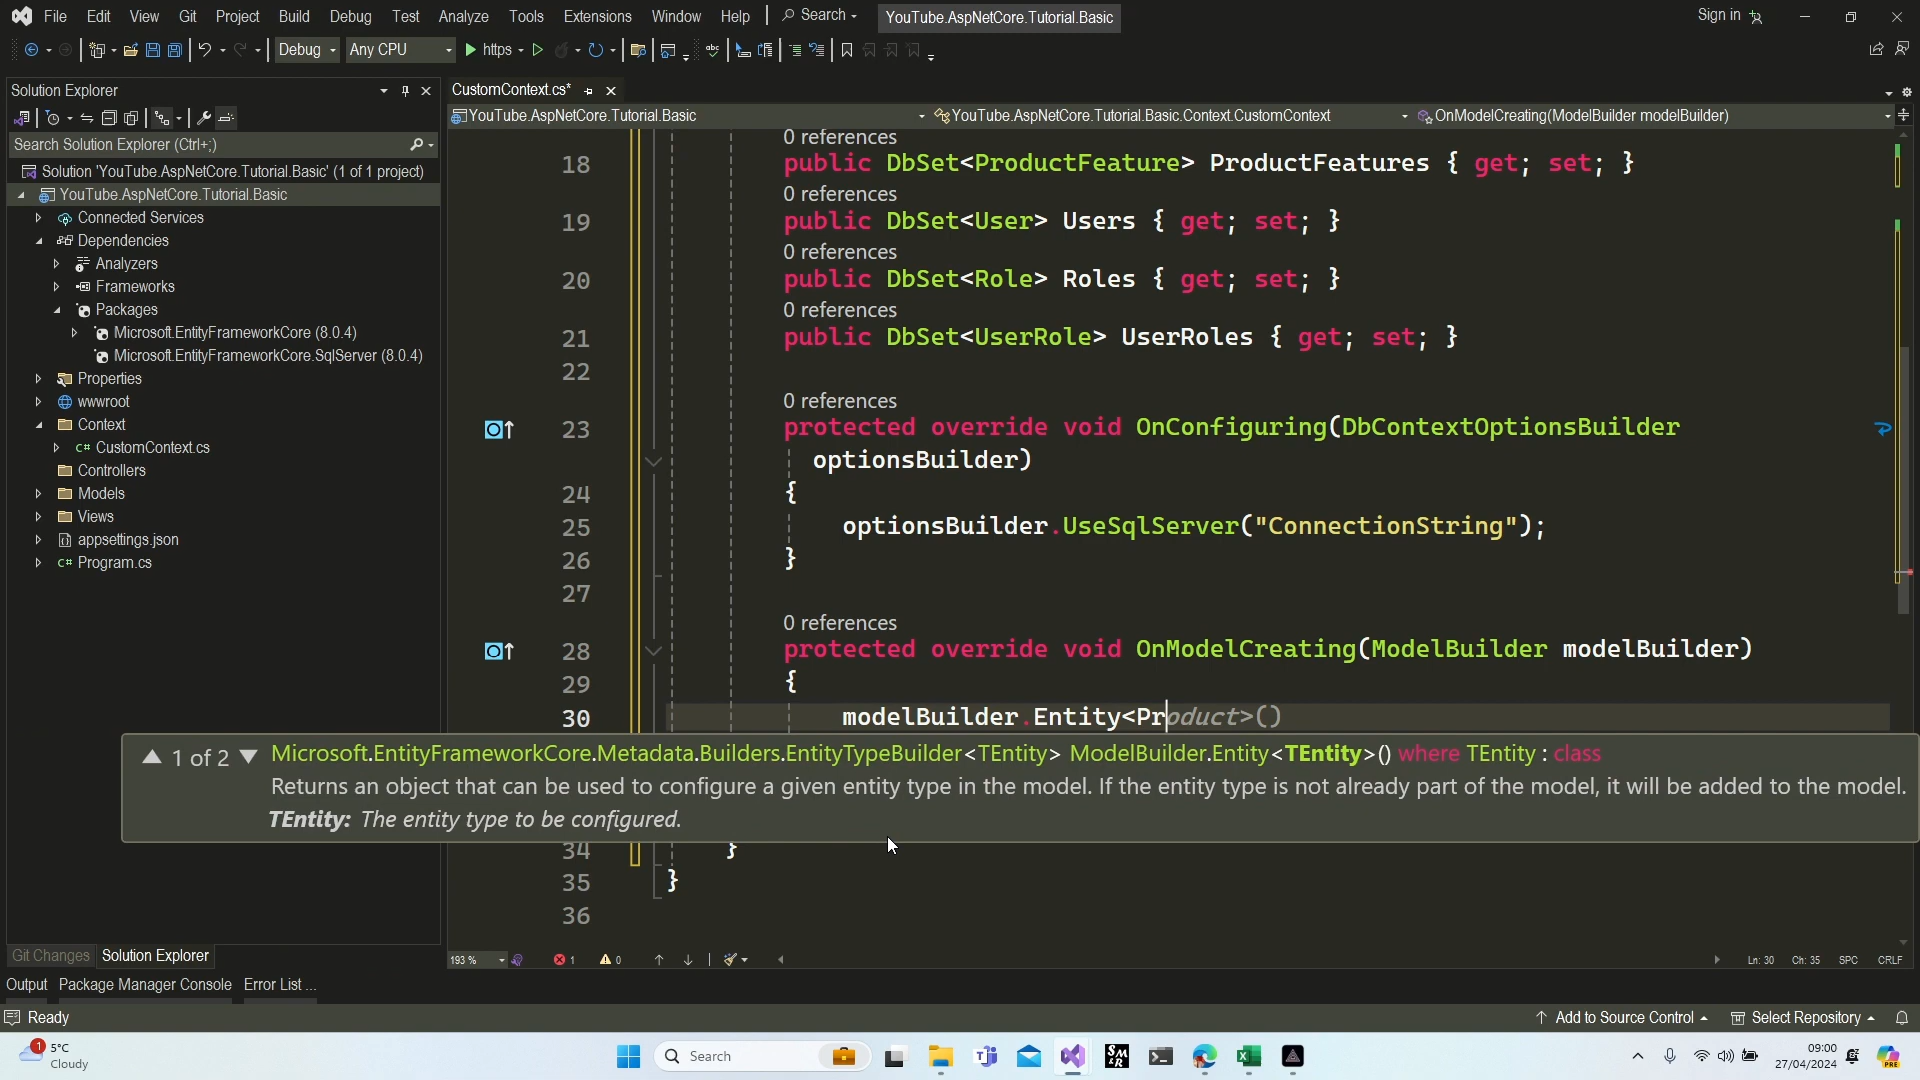 File Edit View Git Project Build Debug Test Analyze Tools Extensions Window Help Search YouTube.AspNetCore.Tutorial.Basic Sign in
Debug Any CPU https
Solution Explorer
CustomContext.cs*
YouTube.AspNetCore.Tutorial.Basic YouTube.AspNetCore.Tutorial.Basic.Context.CustomContext OnModelCreating(ModelBuilder modelBuilder)
Search Solution Explorer (Ctrl+;)
Solution 'YouTube.AspNetCore.Tutorial.Basic' (1 of 1 project)
YouTube.AspNetCore.Tutorial.Basic
Connected Services
Dependencies
Analyzers
Frameworks
Packages
Microsoft.EntityFrameworkCore (8.0.4)
Microsoft.EntityFrameworkCore.SqlServer (8.0.4)
Properties
wwwroot
Context
C# CustomContext.cs
Controllers
Models
Views
appsettings.json
C# Program.cs
0 references
18 public DbSet<ProductFeature> ProductFeatures { get; set; }
0 references
19 public DbSet<User> Users { get; set; }
0 references
20 public DbSet<Role> Roles { get; set; }
0 references
21 public DbSet<UserRole> UserRoles { get; set; }
22
0 references
23 protected override void OnConfiguring(DbContextOptionsBuilder
optionsBuilder)
24 {
25 optionsBuilder.UseSqlServer("ConnectionString");
26 }
27
0 references
28 protected override void OnModelCreating(ModelBuilder modelBuilder)
29 {
30 modelBuilder.Entity<Product>()
1 of 2 Microsoft.EntityFrameworkCore.Metadata.Builders.EntityTypeBuilder<TEntity> ModelBuilder.Entity<TEntity>() where TEntity : class
Returns an object that can be used to configure a given entity type in the model. If the entity type is not already part of the model, it will be added to the model.
TEntity: The entity type to be configured.
34 }
35 }
36
Git Changes Solution Explorer
193 % 1 0 Ln: 30 Ch: 35 SPC CRLF
Output Package Manager Console Error List ...
Ready Add to Source Control Select Repository
1 5°C
Cloudy
Search
09:00
27/04/2024
PRE